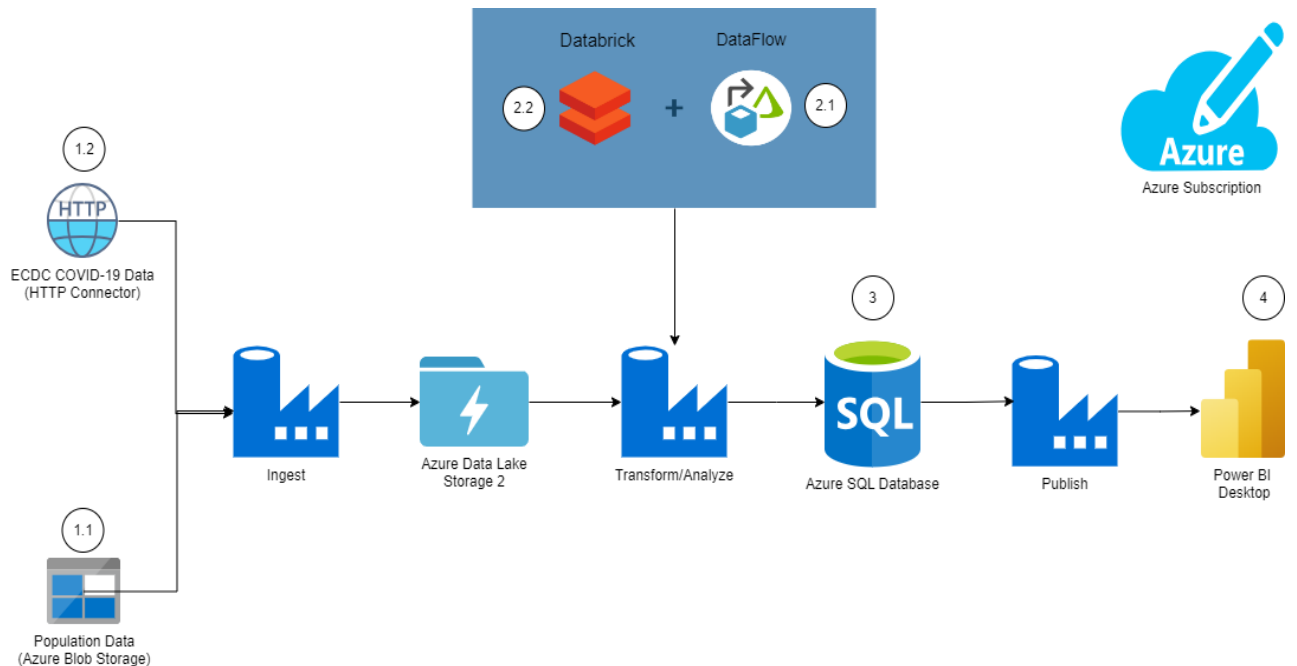 Databrick
DataFlow
2.2
+
2.1
Azure
Azure Subscription
1.2
HTTP
ECDC COVID-19 Data
(HTTP Connector)
3
4
SQL
Ingest
Azure Data Lake
Storage 2
Transform/Analyze
Azure SQL Database
Publish
Power BI
Desktop
1.1
Population Data
(Azure Blob Storage)